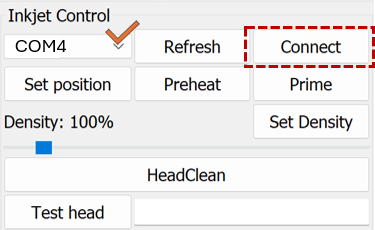 Inkjet Control
COM4 Refresh Connect
Set position Preheat Prime
Density: 100% Set Density
HeadClean
Test head